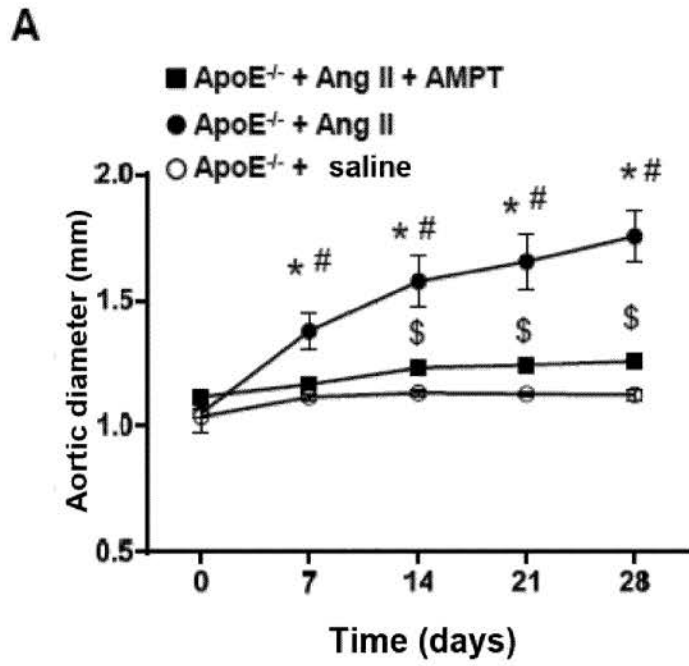 A
ApoE-/- + Ang II + AMPT
ApoE-/- + Ang II
ApoE-/- + saline
2.0
1.5
1.0
0.5
Aortic diameter (mm)
* #
* #
* #
* #
$
$
$
0 7 14 21 28
Time (days)